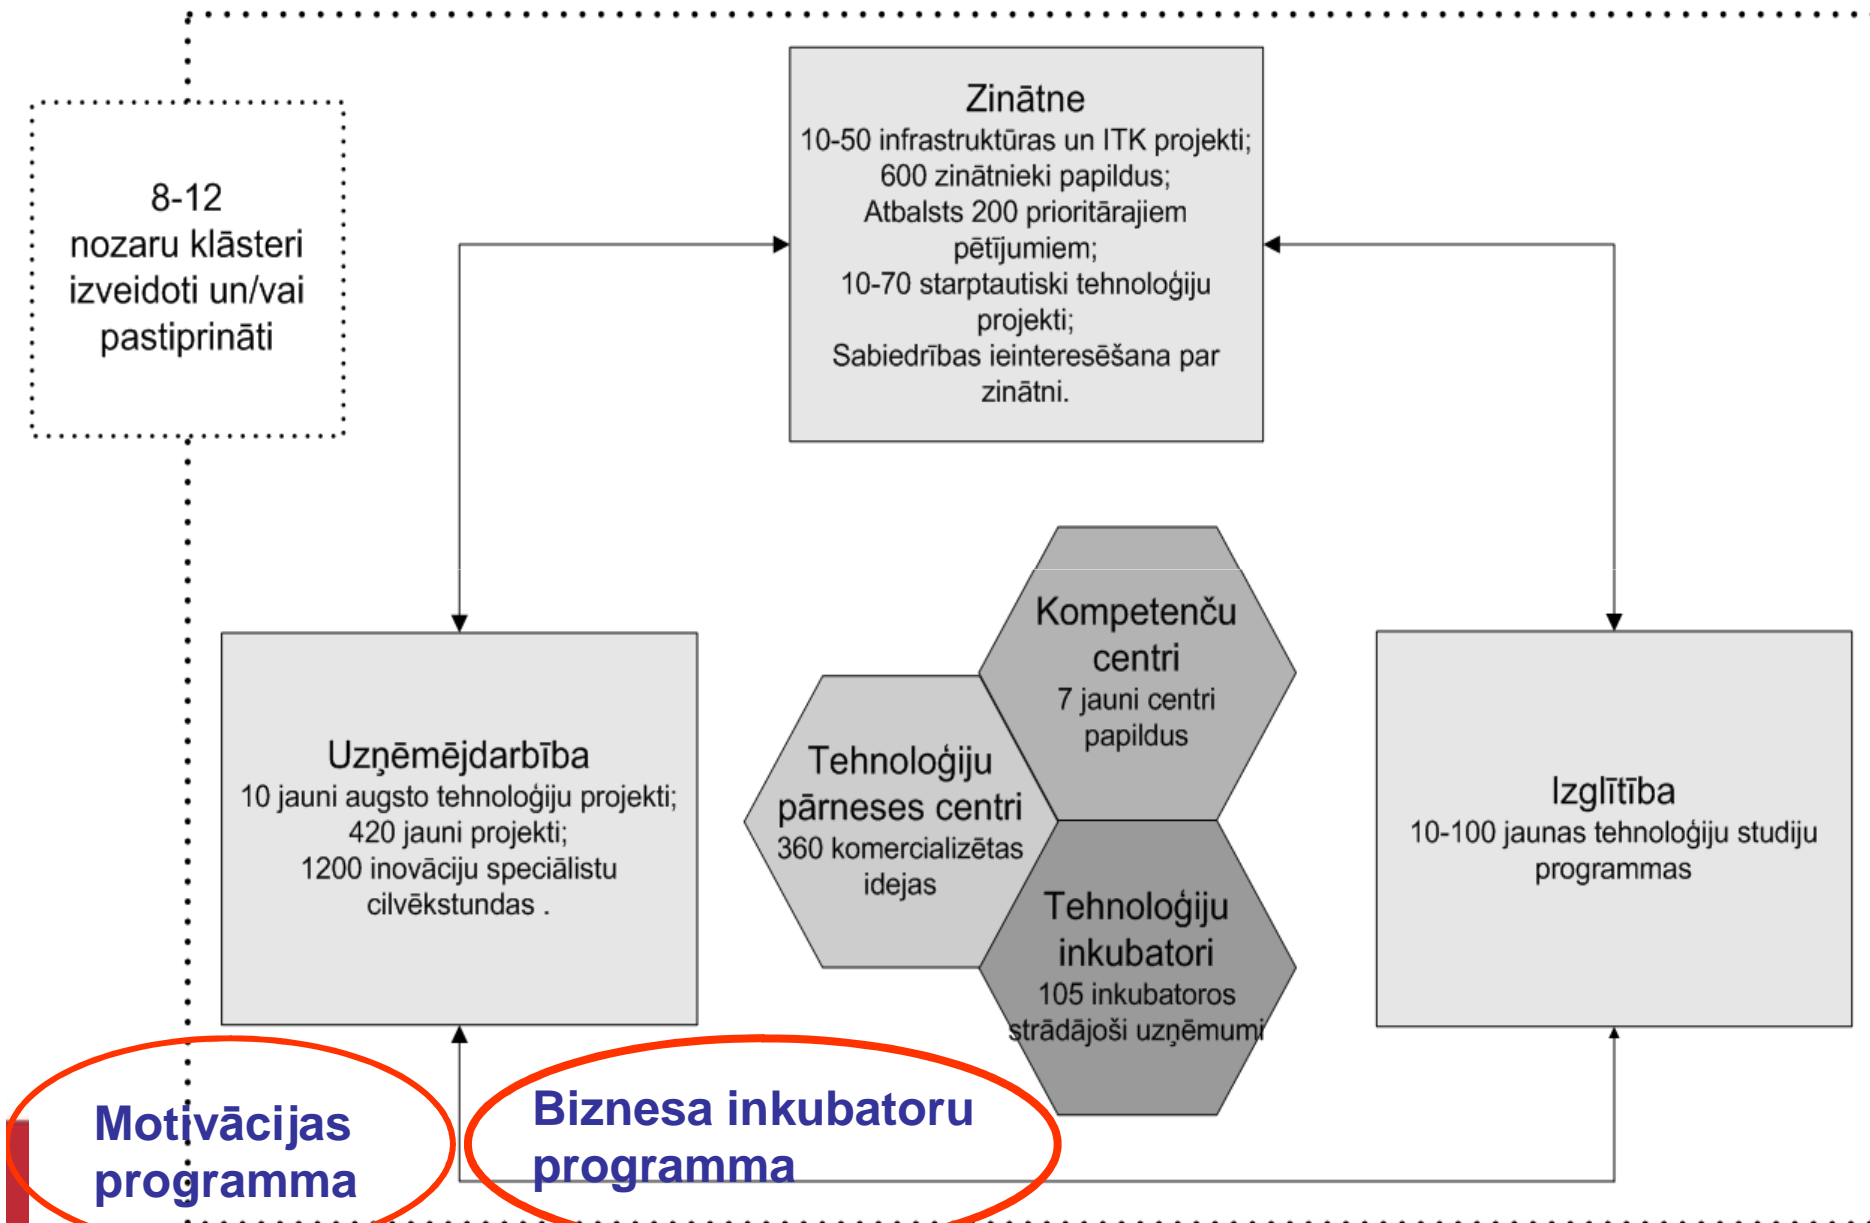 8-12
nozaru klāsteri
izveidoti un/vai
pastiprināti
Zinātne
10-50 infrastruktūras un ITK projekti;
600 zinātnieki papildus;
Atbalsts 200 prioritārajiem
pētījumiem;
10-70 starptautiski tehnoloģiju
projekti;
Sabiedrības ieinteresēšana par
zinātni.
Uzņēmējdarbība
10 jauni augsto tehnoloģiju projekti;
420 jauni projekti;
1200 inovāciju speciālistu
cilvēkstundas .
Tehnoloģiju
pārneses centri
360 komercializētas
idejas
Kompetenču
centri
7 jauni centri
papildus
Tehnoloģiju
inkubatori
105 inkubatoros
strādājoši uzņēmumi
Izglītība
10-100 jaunas tehnoloģiju studiju
programmas
Motivācijas
programma
Biznesa inkubatoru
programma